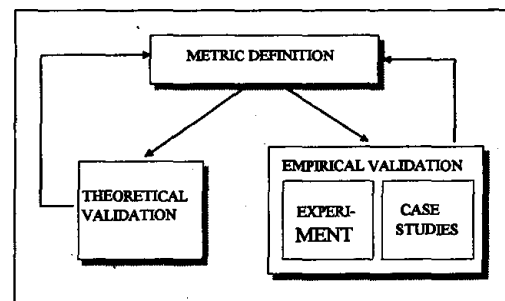 METRIC DEFINITION
THEORETICAL
VALIDATION
EMPIRICAL VALIDATION
EXPERI-
MENT
CASE
STUDIES